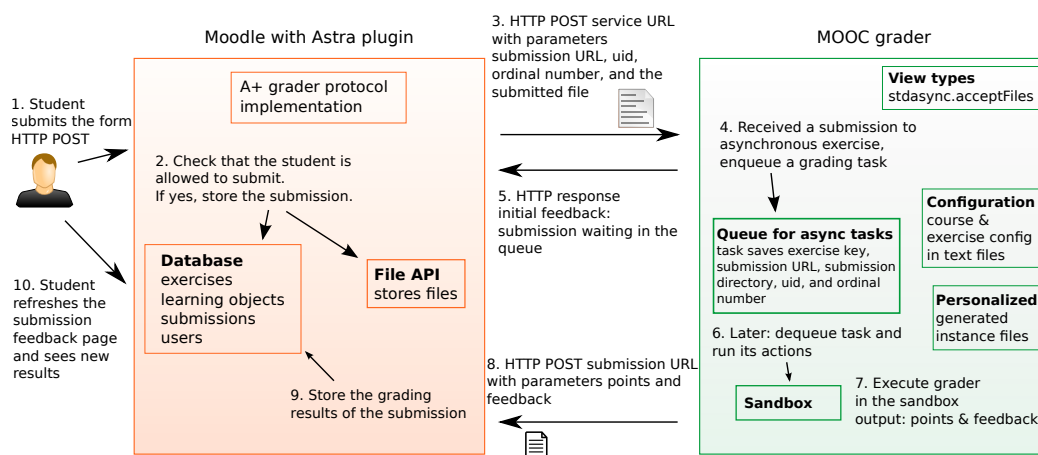 Moodle with Astra plugin
A+ grader protocol
implementation
1. Student
submits the form
HTTP POST
2. Check that the student is
allowed to submit.
If yes, store the submission.
Database
exercises
learning objects
submissions
users
File API
stores files
10. Student
refreshes the
submission
feedback page
and sees new
results
9. Store the grading
results of the submission
3. HTTP POST service URL
with parameters
submission URL, uid,
ordinal number, and the
submitted file
5. HTTP response
initial feedback:
submission waiting in the
queue
8. HTTP POST submission URL
with parameters points and
feedback
MOOC grader
View types
stdasync.acceptFiles
4. Received a submission to
asynchronous exercise,
enqueue a grading task
Queue for async tasks
task saves exercise key,
submission URL, submission
directory, uid, and ordinal
number
Configuration
course &
exercise config
in text files
Personalized
generated
instance files
6. Later: dequeue task and
run its actions
Sandbox
7. Execute grader
in the sandbox
output: points & feedback